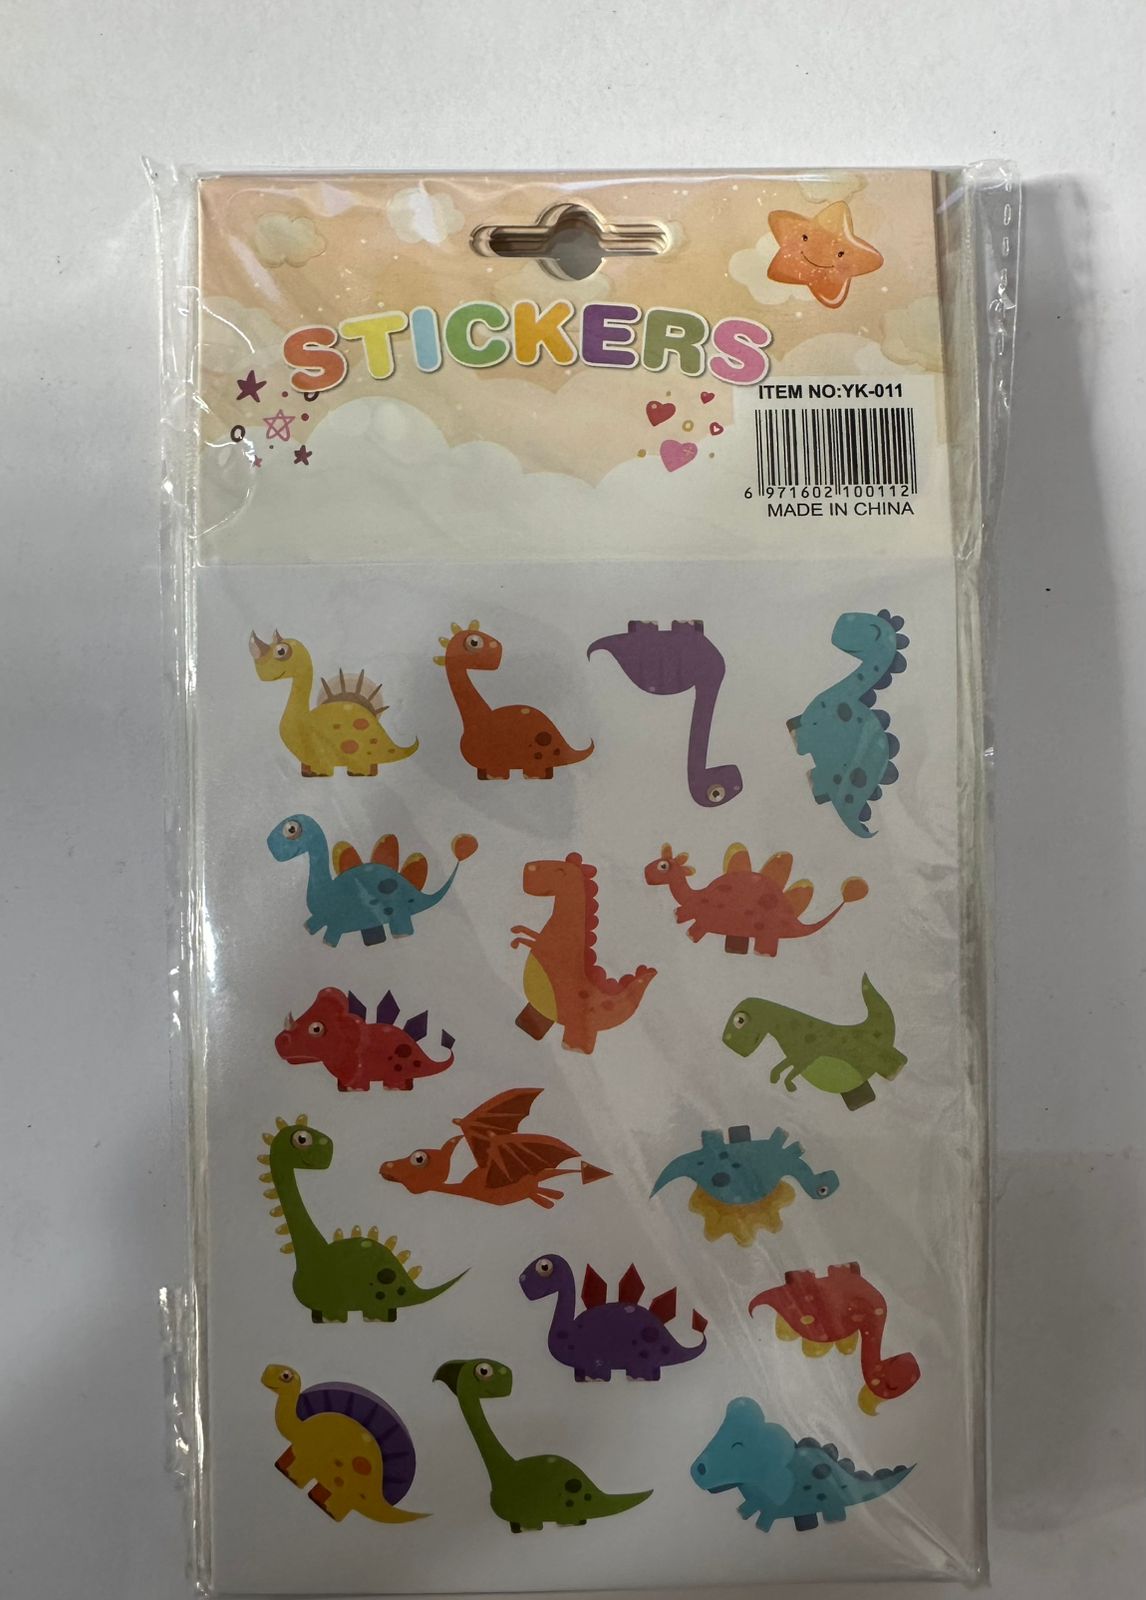 STICKERS
ITEM NO:YK-011
6 971602 100112
MADE IN CHINA